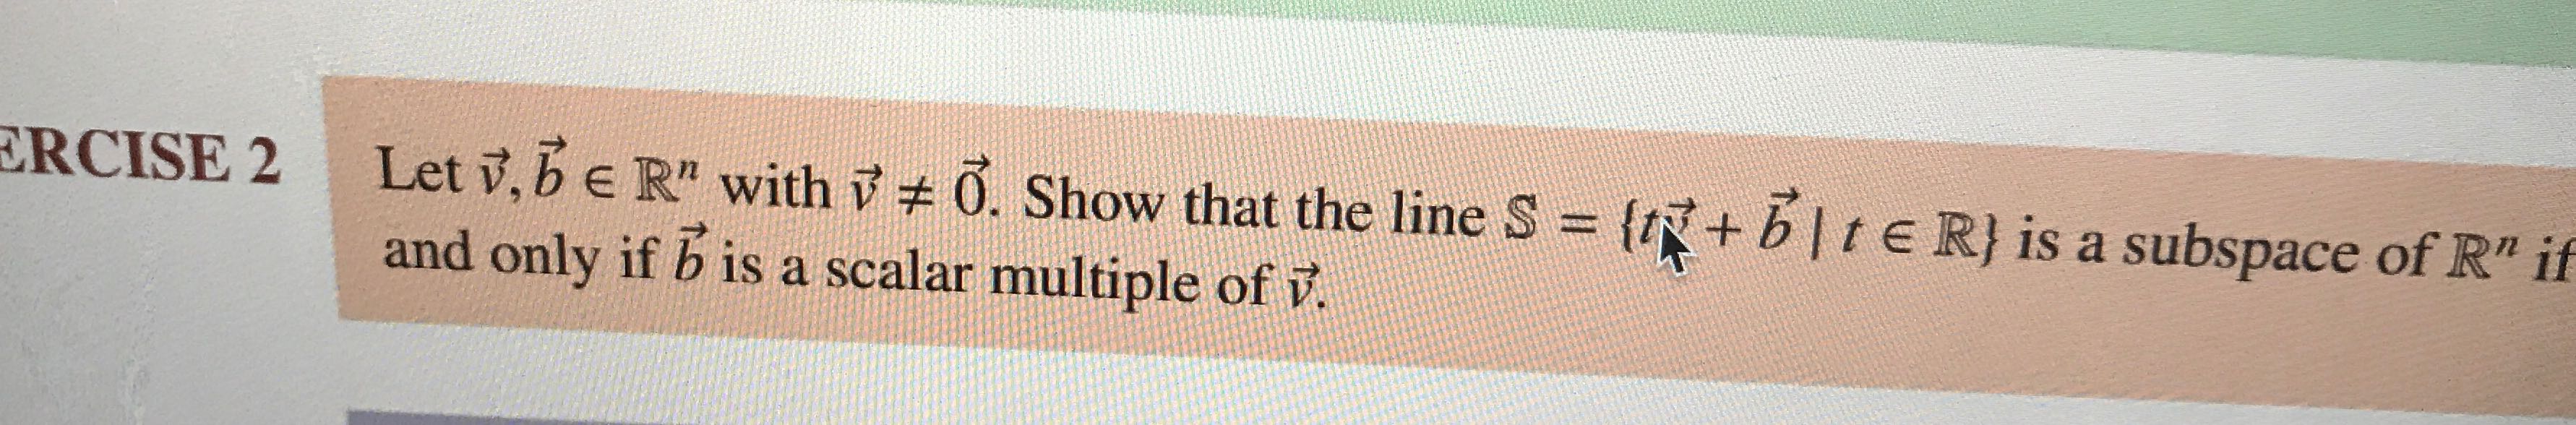 ERCISE 2
Let \(\vec{v}, \vec{b} \in \mathbb{R}^n\) with \(\vec{v} \neq \vec{0}\). Show that the line \(\mathbb{S} = \{t\vec{v} + \vec{b} \mid t \in \mathbb{R}\}\) is a subspace of \(\mathbb{R}^n\) if
and only if \(\vec{b}\) is a scalar multiple of \(\vec{v}\).